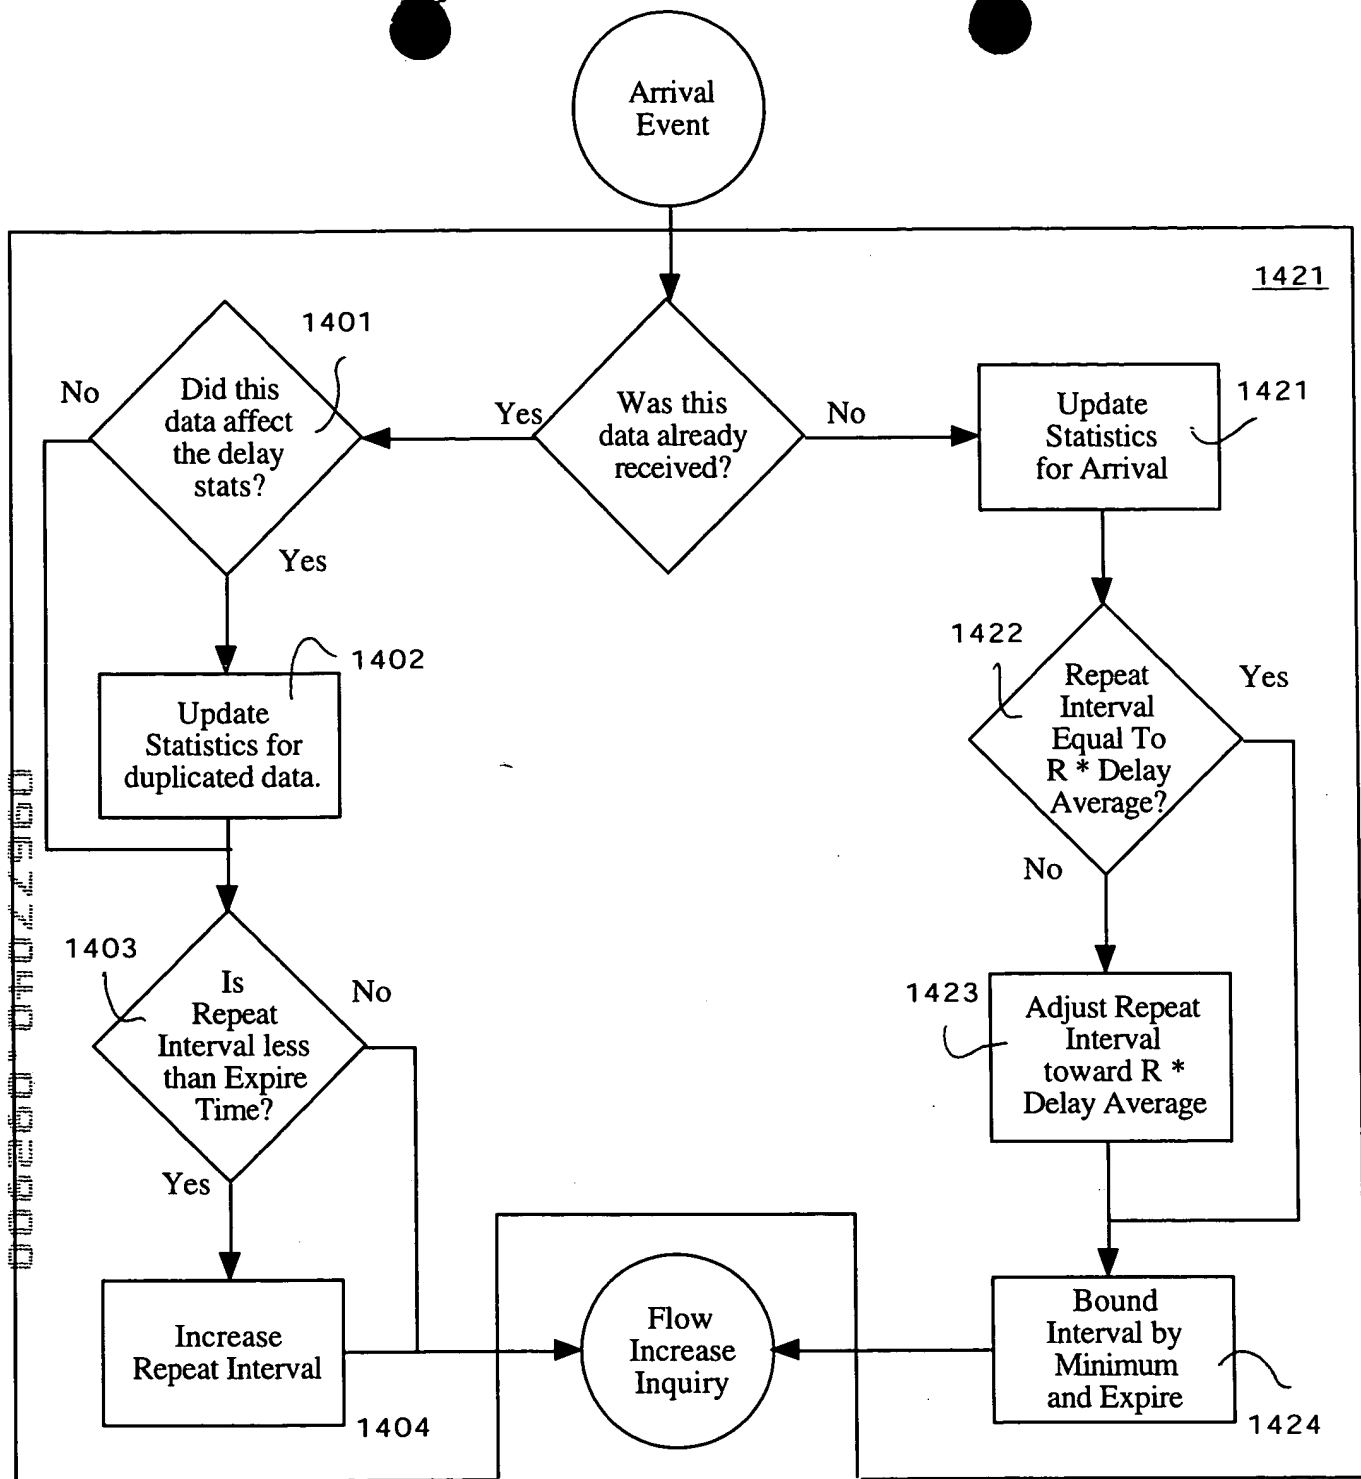 Arrival
Event
1421
1401
No
Did this
data affect
the delay
stats?
Yes
Was this
data already
received?
No
Update
Statistics
for Arrival
1421
Yes
1402
Update
Statistics for
duplicated data.
1422
Repeat
Interval
Equal To
R * Delay
Average?
Yes
No
1403
Is
Repeat
Interval less
than Expire
Time?
No
Yes
1423
Adjust Repeat
Interval
toward R *
Delay Average
Increase
Repeat Interval
1404
Flow
Increase
Inquiry
Bound
Interval by
Minimum
and Expire
1424